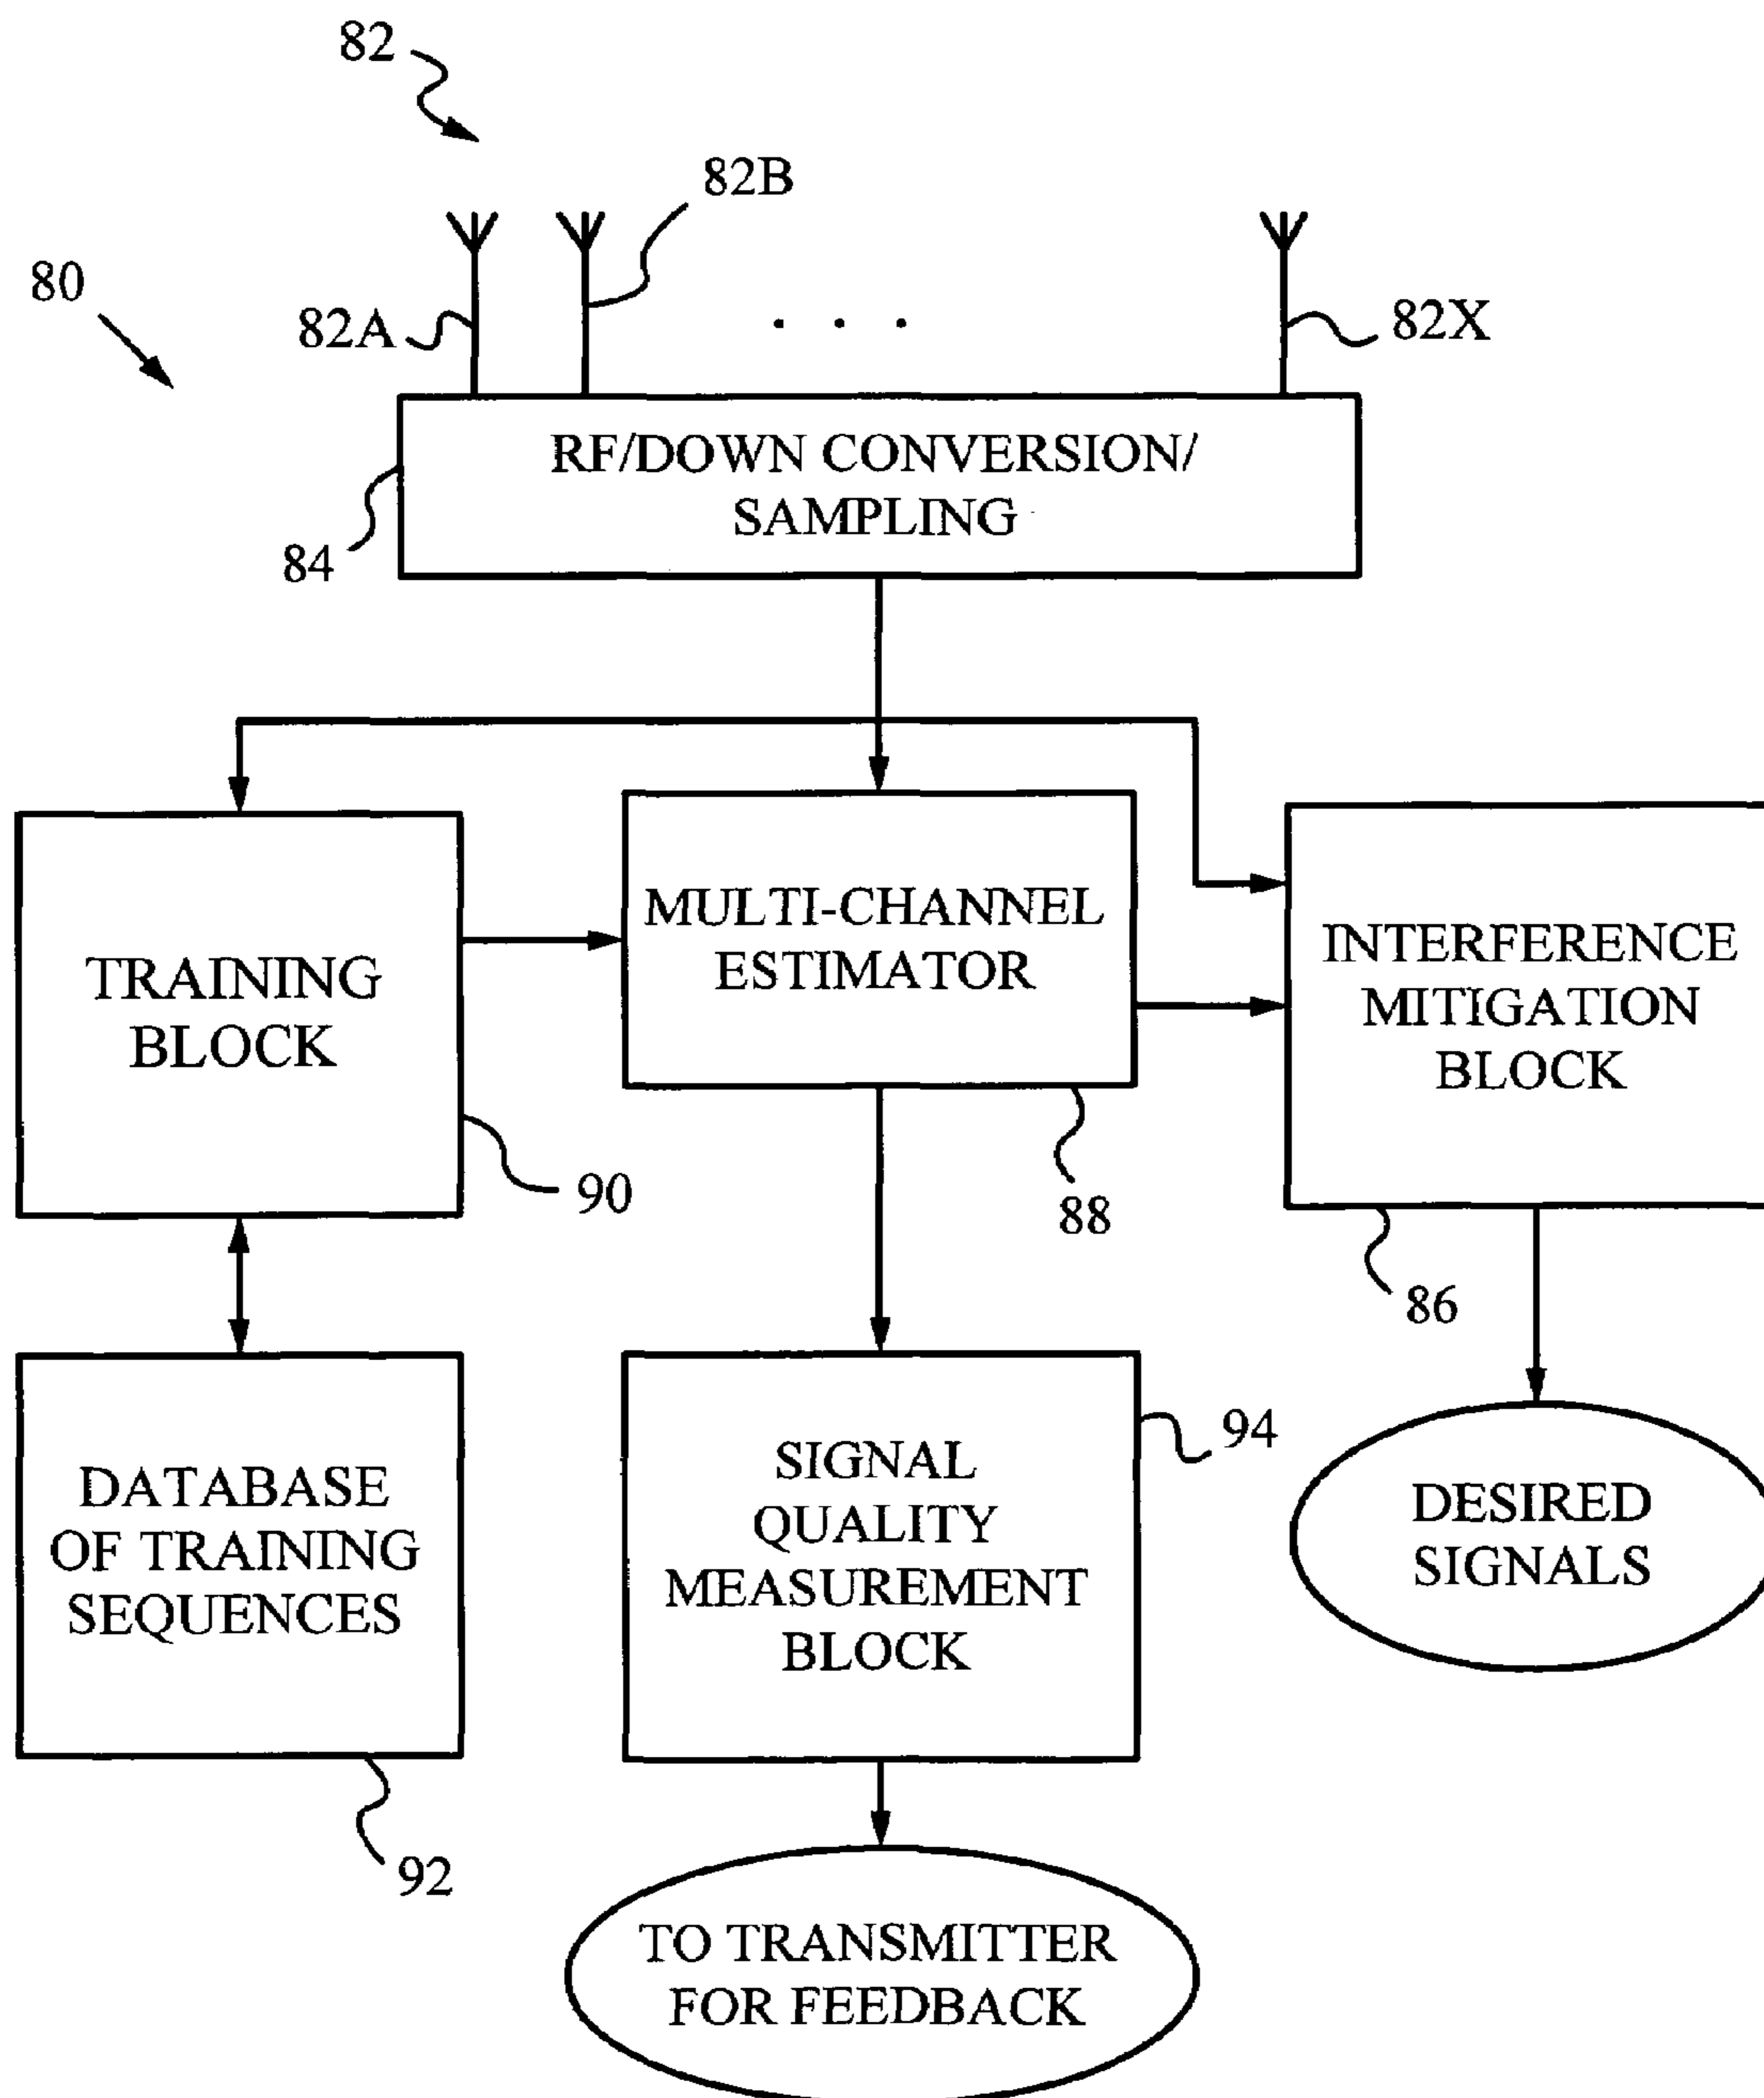 82
82B
80
82A
. . .
82X
RF/DOWN CONVERSION/
SAMPLING
84
TRAINING
BLOCK
90
MULTI-CHANNEL
ESTIMATOR
88
INTERFERENCE
MITIGATION
BLOCK
86
DATABASE
OF TRAINING
SEQUENCES
92
SIGNAL
QUALITY
MEASUREMENT
BLOCK
94
DESIRED
SIGNALS
TO TRANSMITTER
FOR FEEDBACK